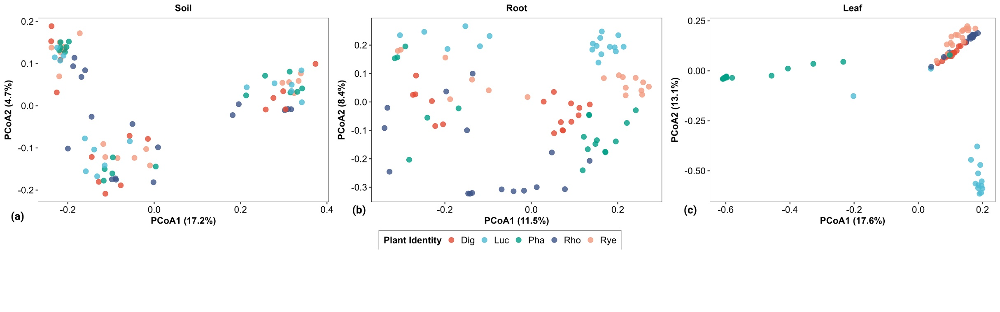 Soil
Root
Leaf
PCoA2 (4.7%)
0.2
0.1
0.0
-0.1
-0.2
-0.2
0.0
0.2
0.4
PCoA1 (17.2%)
(a)
PCoA2 (8.4%)
0.2
0.1
0.0
-0.1
-0.2
-0.3
-0.2
0.0
0.2
PCoA1 (11.5%)
(b)
PCoA2 (13.1%)
0.25
0.00
-0.25
-0.50
-0.6
-0.4
-0.2
0.0
0.2
PCoA1 (17.6%)
(c)
Plant Identity Dig Luc Pha Rho Rye